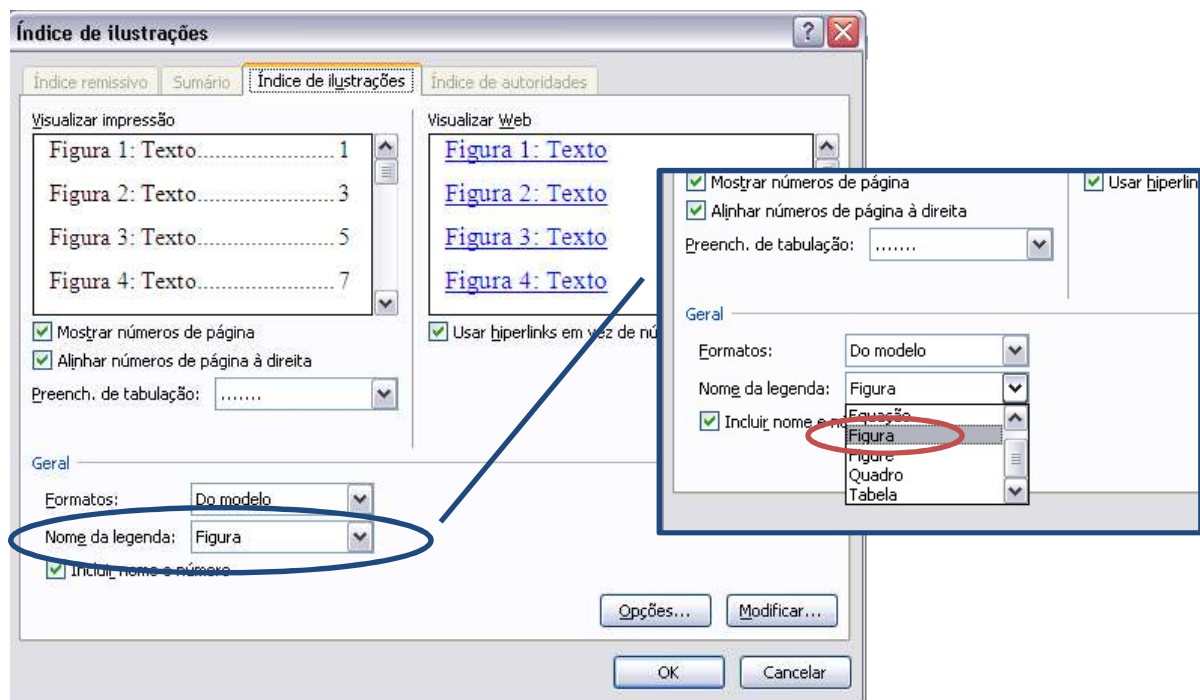 Índice de ilustrações
Índice remissivo
Sumário
Índice de ilustrações
Índice de autoridades
Visualizar impressão
Figura 1: Texto.........................1
Figura 2: Texto.........................3
Figura 3: Texto.........................5
Figura 4: Texto.........................7
Mostrar números de página
Alinhar números de página à direita
Preench. de tabulação: .......
Visualizar Web
Figura 1: Texto
Figura 2: Texto
Figura 3: Texto
Figura 4: Texto
Usar hiperlinks em vez de nú
Geral
Formatos: Do modelo
Nome da legenda: Figura
Incluir nome e número
Opções...
Modificar...
OK
Cancelar
Mostrar números de página
Usar hiperlin
Alinhar números de página à direita
Preench. de tabulação: .......
Geral
Formatos: Do modelo
Nome da legenda: Figura
Incluir nome e n
Equação
Figura
Figure
Quadro
Tabela